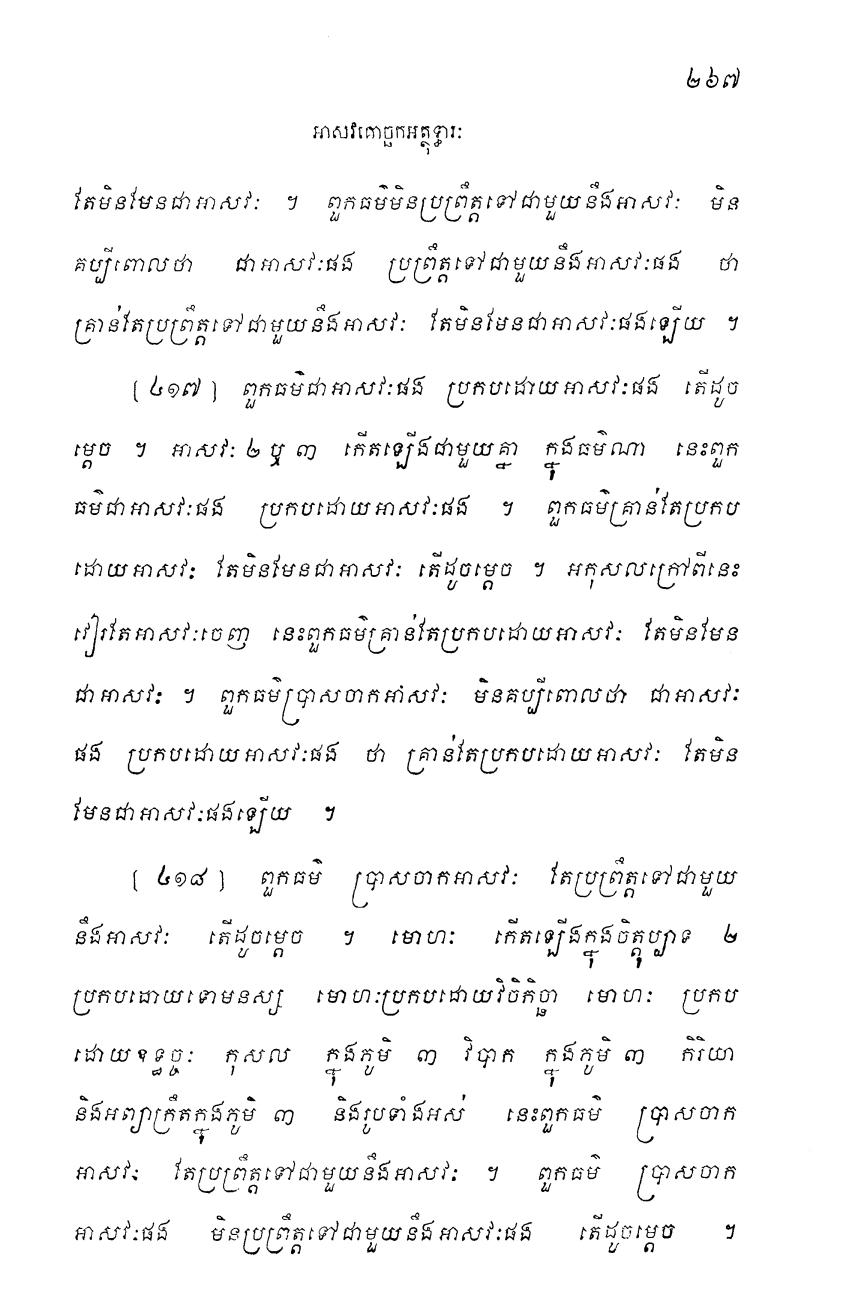 ២៦៧
អាសវគោច្ឆកអត្ថុទ្ធារៈ
តែមិនមែនជាអាសវៈ ។ ពួកធម៌មិនប្រព្រឹត្តទៅជាមួយនឹងអាសវៈ មិន
គប្បីពោលថា ជាអាសវៈផង ប្រព្រឹត្តទៅជាមួយនឹងអាសវៈផង ថា
គ្រាន់តែប្រព្រឹត្តទៅជាមួយនឹងអាសវៈ តែមិនមែនជាអាសវៈផងឡើយ ។
[៤១៧] ពួកធម៌ជាអាសវៈផង ប្រកបដោយអាសវៈផង តើដូច
ម្តេច ។ អាសវៈ ២ ឬ ៣ កើតឡើងជាមួយគ្នា ក្នុងធម៌ណា នេះពួក
ធម៌ជាអាសវៈផង ប្រកបដោយអាសវៈផង ។ ពួកធម៌គ្រាន់តែប្រកប
ដោយអាសវៈ តែមិនមែនជាអាសវៈ តើដូចម្តេច ។ អកុសលក្រៅពីនេះ
វៀរតែអាសវៈចេញ នេះពួកធម៌គ្រាន់តែប្រកបដោយអាសវៈ តែមិនមែន
ជាអាសវៈ ។ ពួកធម៌ប្រាសចាកអាសវៈ មិនគប្បីពោលថា ជាអាសវៈ
ផង ប្រកបដោយអាសវៈផង ថា គ្រាន់តែប្រកបដោយអាសវៈ តែមិន
មែនជាអាសវៈផងឡើយ ។
[៤១៨] ពួកធម៌ ប្រាសចាកអាសវៈ តែប្រព្រឹត្តទៅជាមួយ
នឹងអាសវៈ តើដូចម្តេច ។ មោហៈ កើតឡើងក្នុងចិត្តុប្បាទ ២
ប្រកបដោយទោមនស្ស មោហៈប្រកបដោយវិចិកិច្ឆា មោហៈ ប្រកប
ដោយឧទ្ធច្ចៈ កុសល ក្នុងភូមិ ៣ វិបាក ក្នុងភូមិ ៣ កិរិយា
និងអព្យាក្រឹតក្នុងភូមិ ៣ និងរូបទាំងអស់ នេះពួកធម៌ ប្រាសចាក
អាសវៈ តែប្រព្រឹត្តទៅជាមួយនឹងអាសវៈ ។ ពួកធម៌ ប្រាសចាក
អាសវៈផង មិនប្រព្រឹត្តទៅជាមួយនឹងអាសវៈផង តើដូចម្តេច ។